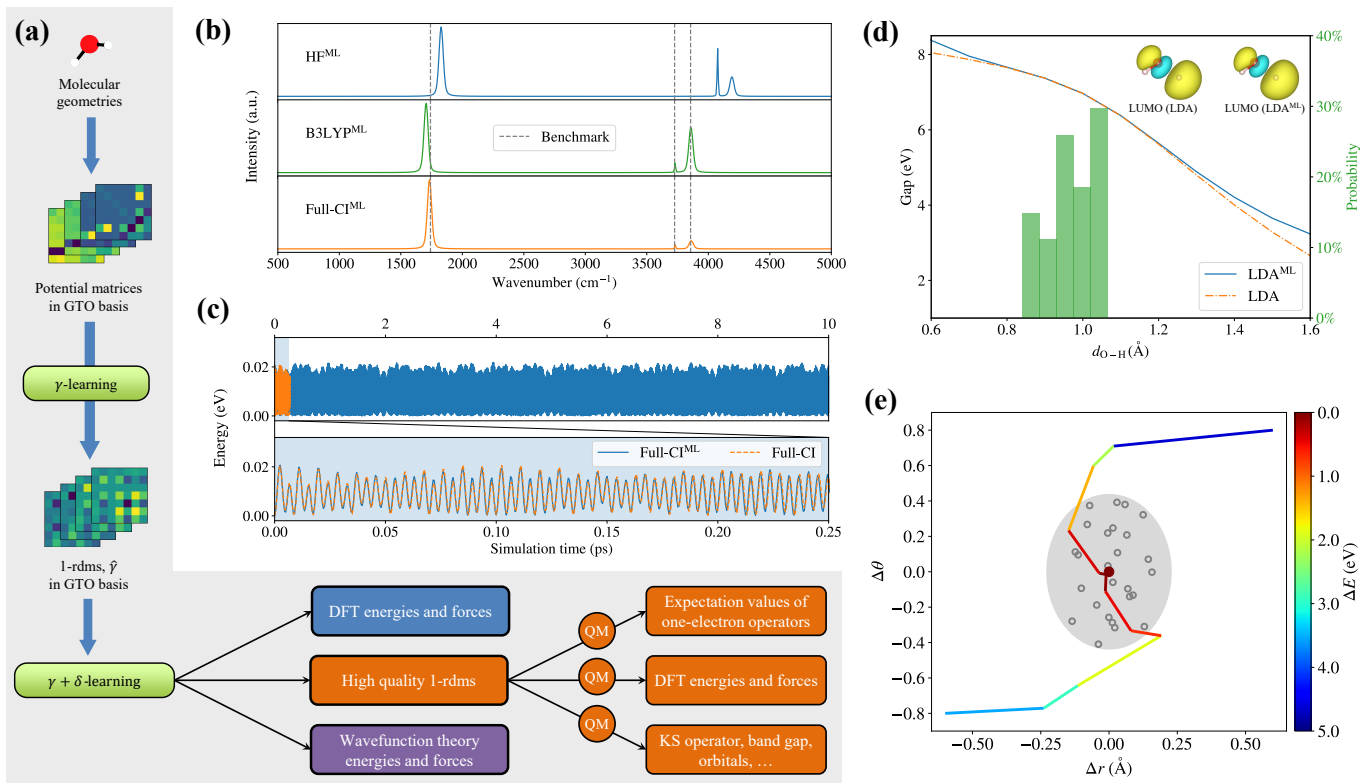 (a)
Molecular
geometries
Potential matrices
in GTO basis
γ-learning
1-rdms, γ̂
in GTO basis
γ + δ-learning
DFT energies and forces
High quality 1-rdms
Wavefunction theory
energies and forces
QM
QM
QM
Expectation values of
one-electron operators
DFT energies and forces
KS operator, band gap,
orbitals, …
(b)
Intensity (a.u.)
HF^ML
B3LYP^ML
Benchmark
Full-CI^ML
500 1000 1500 2000 2500 3000 3500 4000 4500 5000
Wavenumber (cm⁻¹)
(c)
0 2 4 6 8 10
Energy (eV)
0.02
0.00
Full-CI^ML Full-CI
0.02
0.00
0.00 0.05 0.10 0.15 0.20 0.25
Simulation time (ps)
(d)
Gap (eV)
8
6
4
2
LUMO (LDA) LUMO (LDA^ML)
LDA^ML
LDA
40%
30%
20%
10%
0%
Probability
0.6 0.8 1.0 1.2 1.4 1.6
d_O−H (Å)
(e)
Δθ
0.8
0.6
0.4
0.2
0.0
−0.2
−0.4
−0.6
−0.8
−0.50 −0.25 0.00 0.25 0.50
Δr (Å)
0.0
1.0
2.0
3.0
4.0
5.0
ΔE (eV)